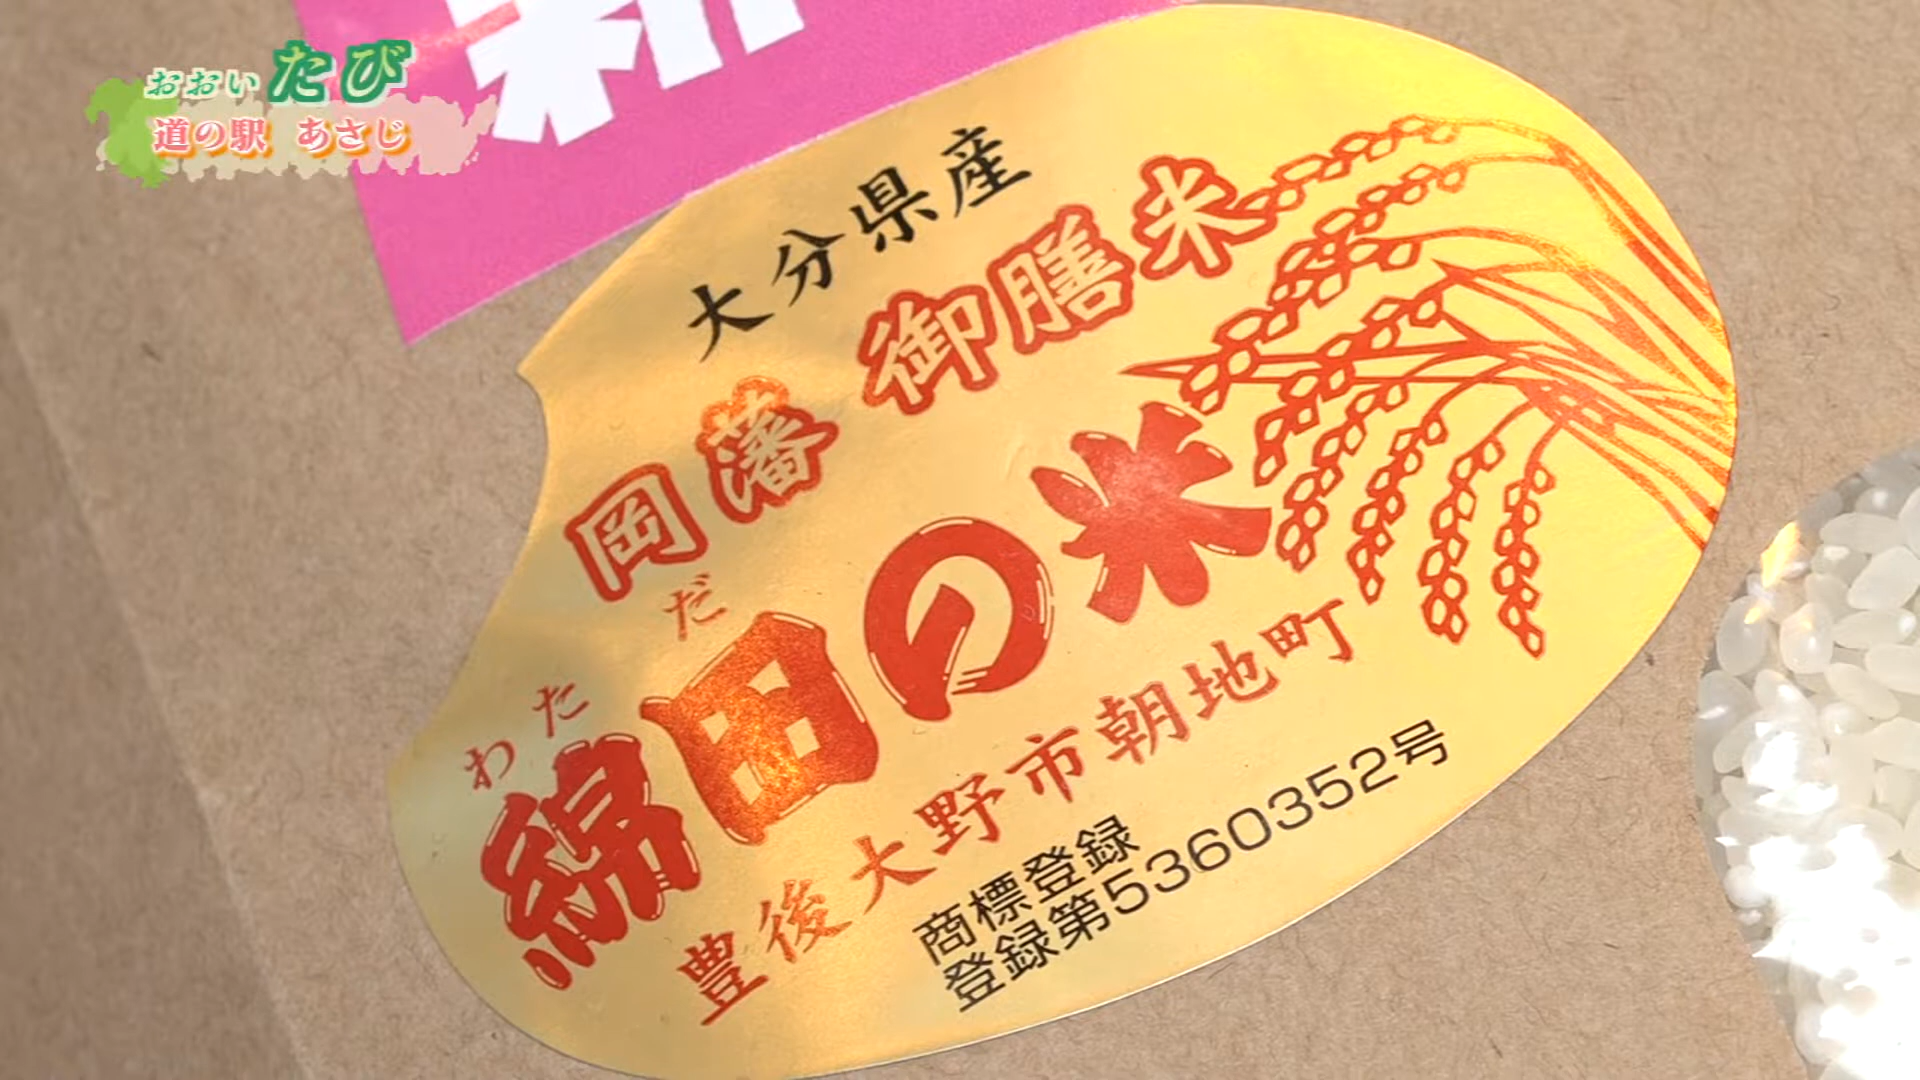 おおいたび
道の駅 あさじ
大分県産
岡藩 御膳米
わただ
綿田の米
豊後大野市朝地町
商標登録
登録第5360352号